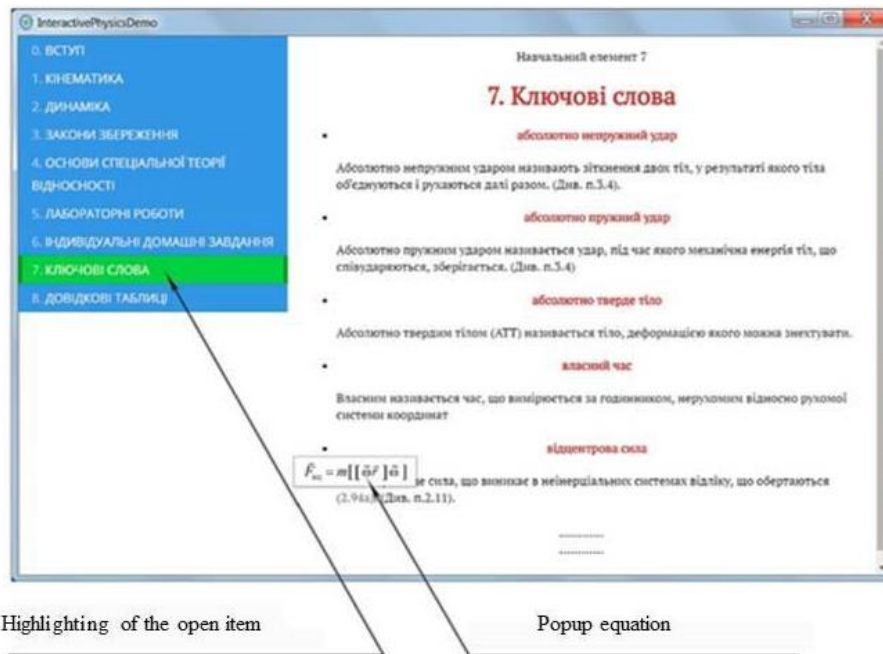 InteractivePhysicsDemo
0. ВСТУП
1. КІНЕМАТИКА
2. ДИНАМІКА
3. ЗАКОНИ ЗБЕРЕЖЕННЯ
4. ОСНОВИ СПЕЦІАЛЬНОЇ ТЕОРІЇ
ВІДНОСНОСТІ
5. ЛАБОРАТОРНІ РОБОТИ
6. ІНДИВІДУАЛЬНІ ДОМАШНІ ЗАВДАННЯ
7. КЛЮЧОВІ СЛОВА
8. ДОВІДКОВІ ТАБЛИЦІ
Навчальний елемент 7
7. Ключові слова
абсолютно непружний удар
Абсолютно непружним ударом називають зіткнення двох тіл, у результаті якого тіла
об'єднуються і рухаються далі разом. (Див. п.3.4).
абсолютно пружний удар
Абсолютно пружним ударом називається удар, під час якого механічна енергія тіл, що
співударяються, зберігається. (Див. п.3.4)
абсолютно тверде тіло
Абсолютно твердим тілом (АТТ) називається тіло, деформацією якого можна знехтувати.
власний час
Власним називається час, що вимірюється за годинником, нерухомим відносно рухомої
системи координат
відцентрова сила
сила, що виникає в неінерціальних системах відліку, що обертаються
(2.94а) (Див. п.2.11).
Highlighting of the open item
Popup equation